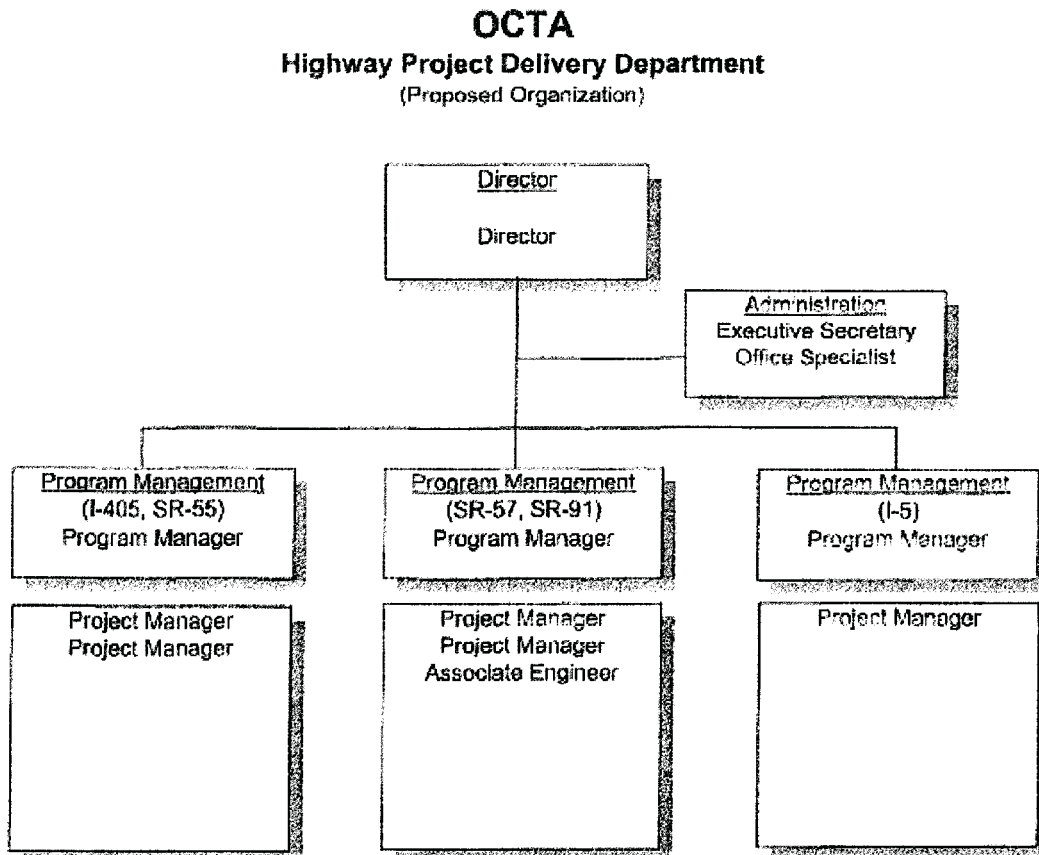 OCTA
Highway Project Delivery Department
(Proposed Organization)
Director
Director
Administration
Executive Secretary
Office Specialist
Program Management
(I-405, SR-55)
Program Manager
Program Management
(SR-57, SR-91)
Program Manager
Program Management
(I-5)
Program Manager
Project Manager
Project Manager
Project Manager
Project Manager
Associate Engineer
Project Manager